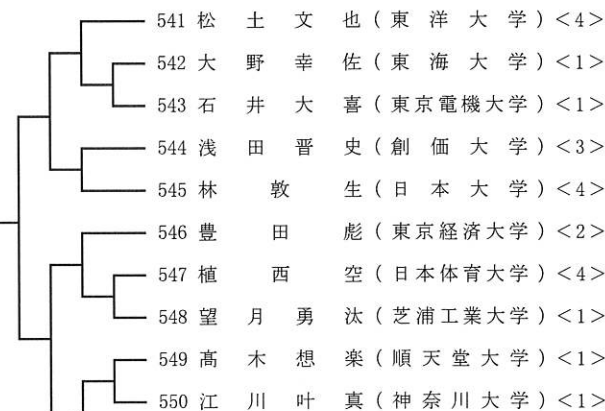 541 松土文也(東洋大学)<4>
542 大野幸佐(東海大学)<1>
543 石井大喜(東京電機大学)<1>
544 浅田晋史(創価大学)<3>
545 林敦生(日本大学)<4>
546 豊田彪(東京経済大学)<2>
547 植西空(日本体育大学)<4>
548 望月勇汰(芝浦工業大学)<1>
549 髙木想楽(順天堂大学)<1>
550 江川叶真(神奈川大学)<1>